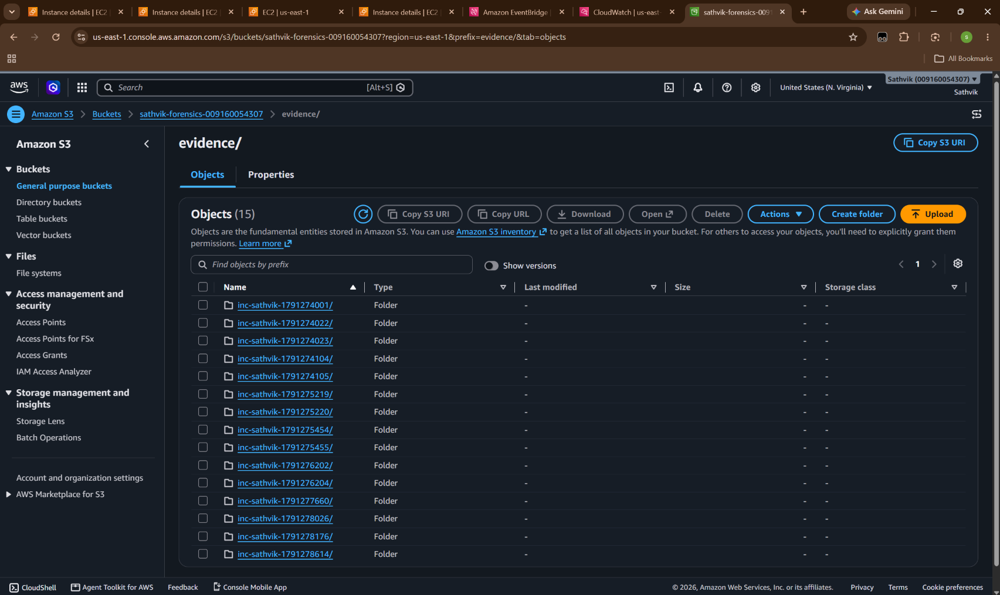 Instance details | EC2
Instance details | EC2
EC2 | us-east-1
Instance details | EC2
Amazon EventBridge
CloudWatch | us-east-
sathvik-forensics-0091
Ask Gemini
us-east-1.console.aws.amazon.com/s3/buckets/sathvik-forensics-009160054307?region=us-east-1&prefix=evidence/&tab=objects
S
All Bookmarks
aws
Search
[Alt+S]
United States (N. Virginia)
Sathvik (009160054307)
Sathvik
Amazon S3
Buckets
sathvik-forensics-009160054307
evidence/
Amazon S3
Buckets
General purpose buckets
Directory buckets
Table buckets
Vector buckets
Files
File systems
Access management and
security
Access Points
Access Points for FSx
Access Grants
IAM Access Analyzer
Storage management and
insights
Storage Lens
Batch Operations
Account and organization settings
AWS Marketplace for S3
evidence/
Copy S3 URI
Objects
Properties
Objects (15)
Copy S3 URI
Copy URL
Download
Open
Delete
Actions
Create folder
Upload
Objects are the fundamental entities stored in Amazon S3. You can use Amazon S3 inventory to get a list of all objects in your bucket. For others to access your objects, you'll need to explicitly grant them
permissions. Learn more
Find objects by prefix
Show versions
1
Name Type Last modified Size Storage class
inc-sathvik-1791274001/ Folder - - -
inc-sathvik-1791274022/ Folder - - -
inc-sathvik-1791274023/ Folder - - -
inc-sathvik-1791274104/ Folder - - -
inc-sathvik-1791274105/ Folder - - -
inc-sathvik-1791275219/ Folder - - -
inc-sathvik-1791275220/ Folder - - -
inc-sathvik-1791275454/ Folder - - -
inc-sathvik-1791275455/ Folder - - -
inc-sathvik-1791276202/ Folder - - -
inc-sathvik-1791276204/ Folder - - -
inc-sathvik-1791277660/ Folder - - -
inc-sathvik-1791278026/ Folder - - -
inc-sathvik-1791278176/ Folder - - -
inc-sathvik-1791278614/ Folder - - -
CloudShell
Agent Toolkit for AWS
Feedback
Console Mobile App
© 2026, Amazon Web Services, Inc. or its affiliates.
Privacy
Terms
Cookie preferences